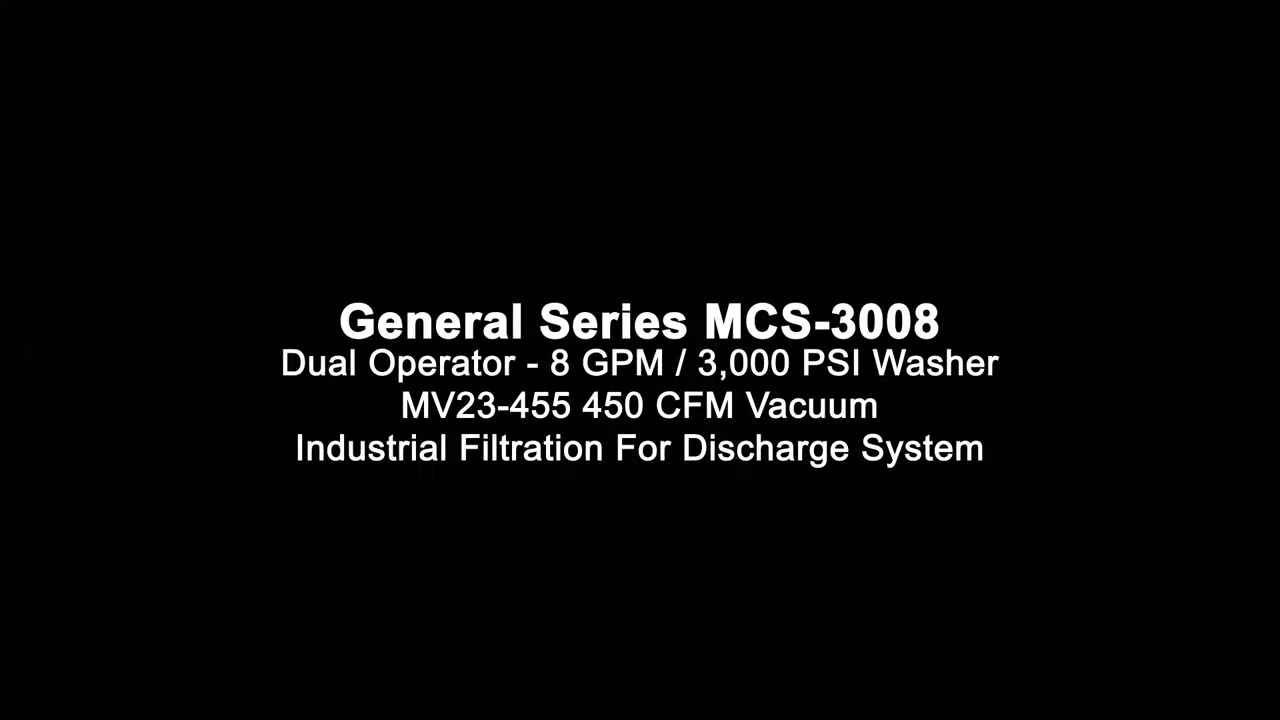 General Series MCS-3008
Dual Operator - 8 GPM / 3,000 PSI Washer
MV23-455 450 CFM Vacuum
Industrial Filtration For Discharge System